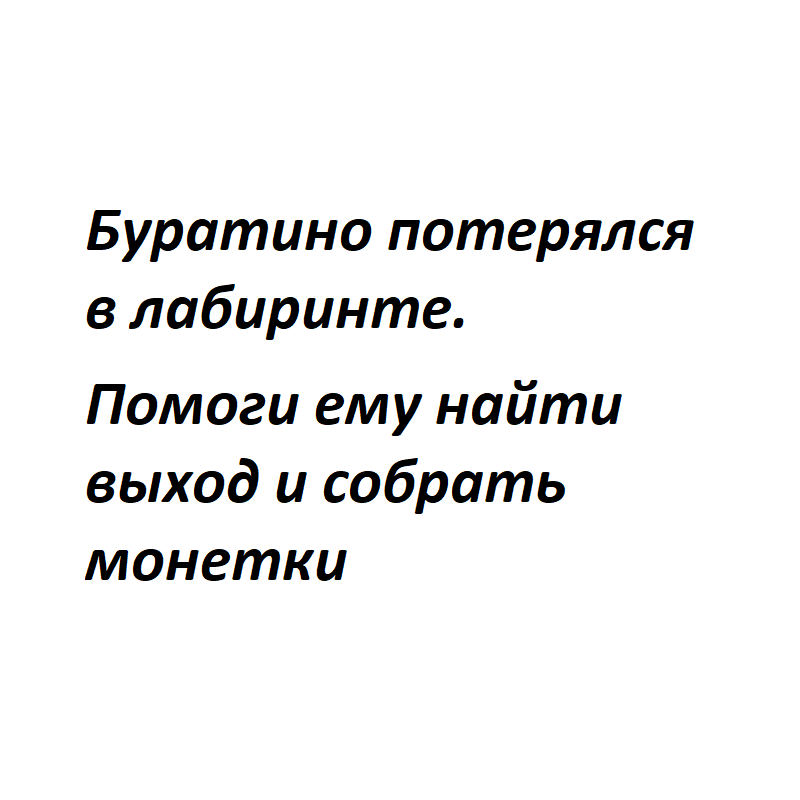 Буратино потерялся
в лабиринте.
Помоги ему найти
выход и собрать
монетки